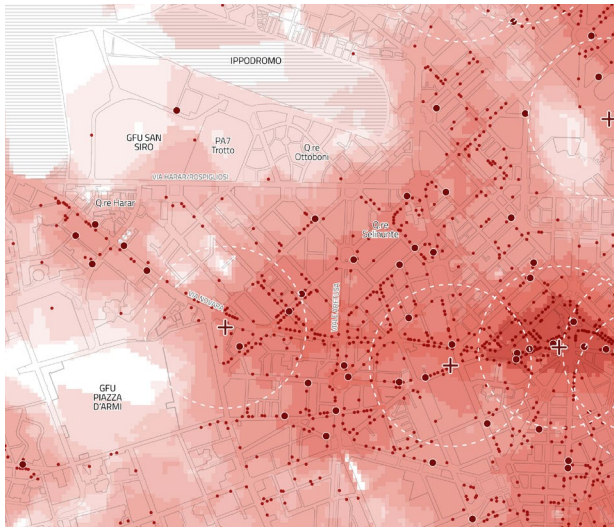 IPPODROMO
GFU SAN
SIRO
PA7
Trotto
Q.re
Ottoboni
VIA HARAR (ROSPIGLIOSI)
Q.re Harar
Q.re
Selinunte
GFU
PIAZZA
D'ARMI